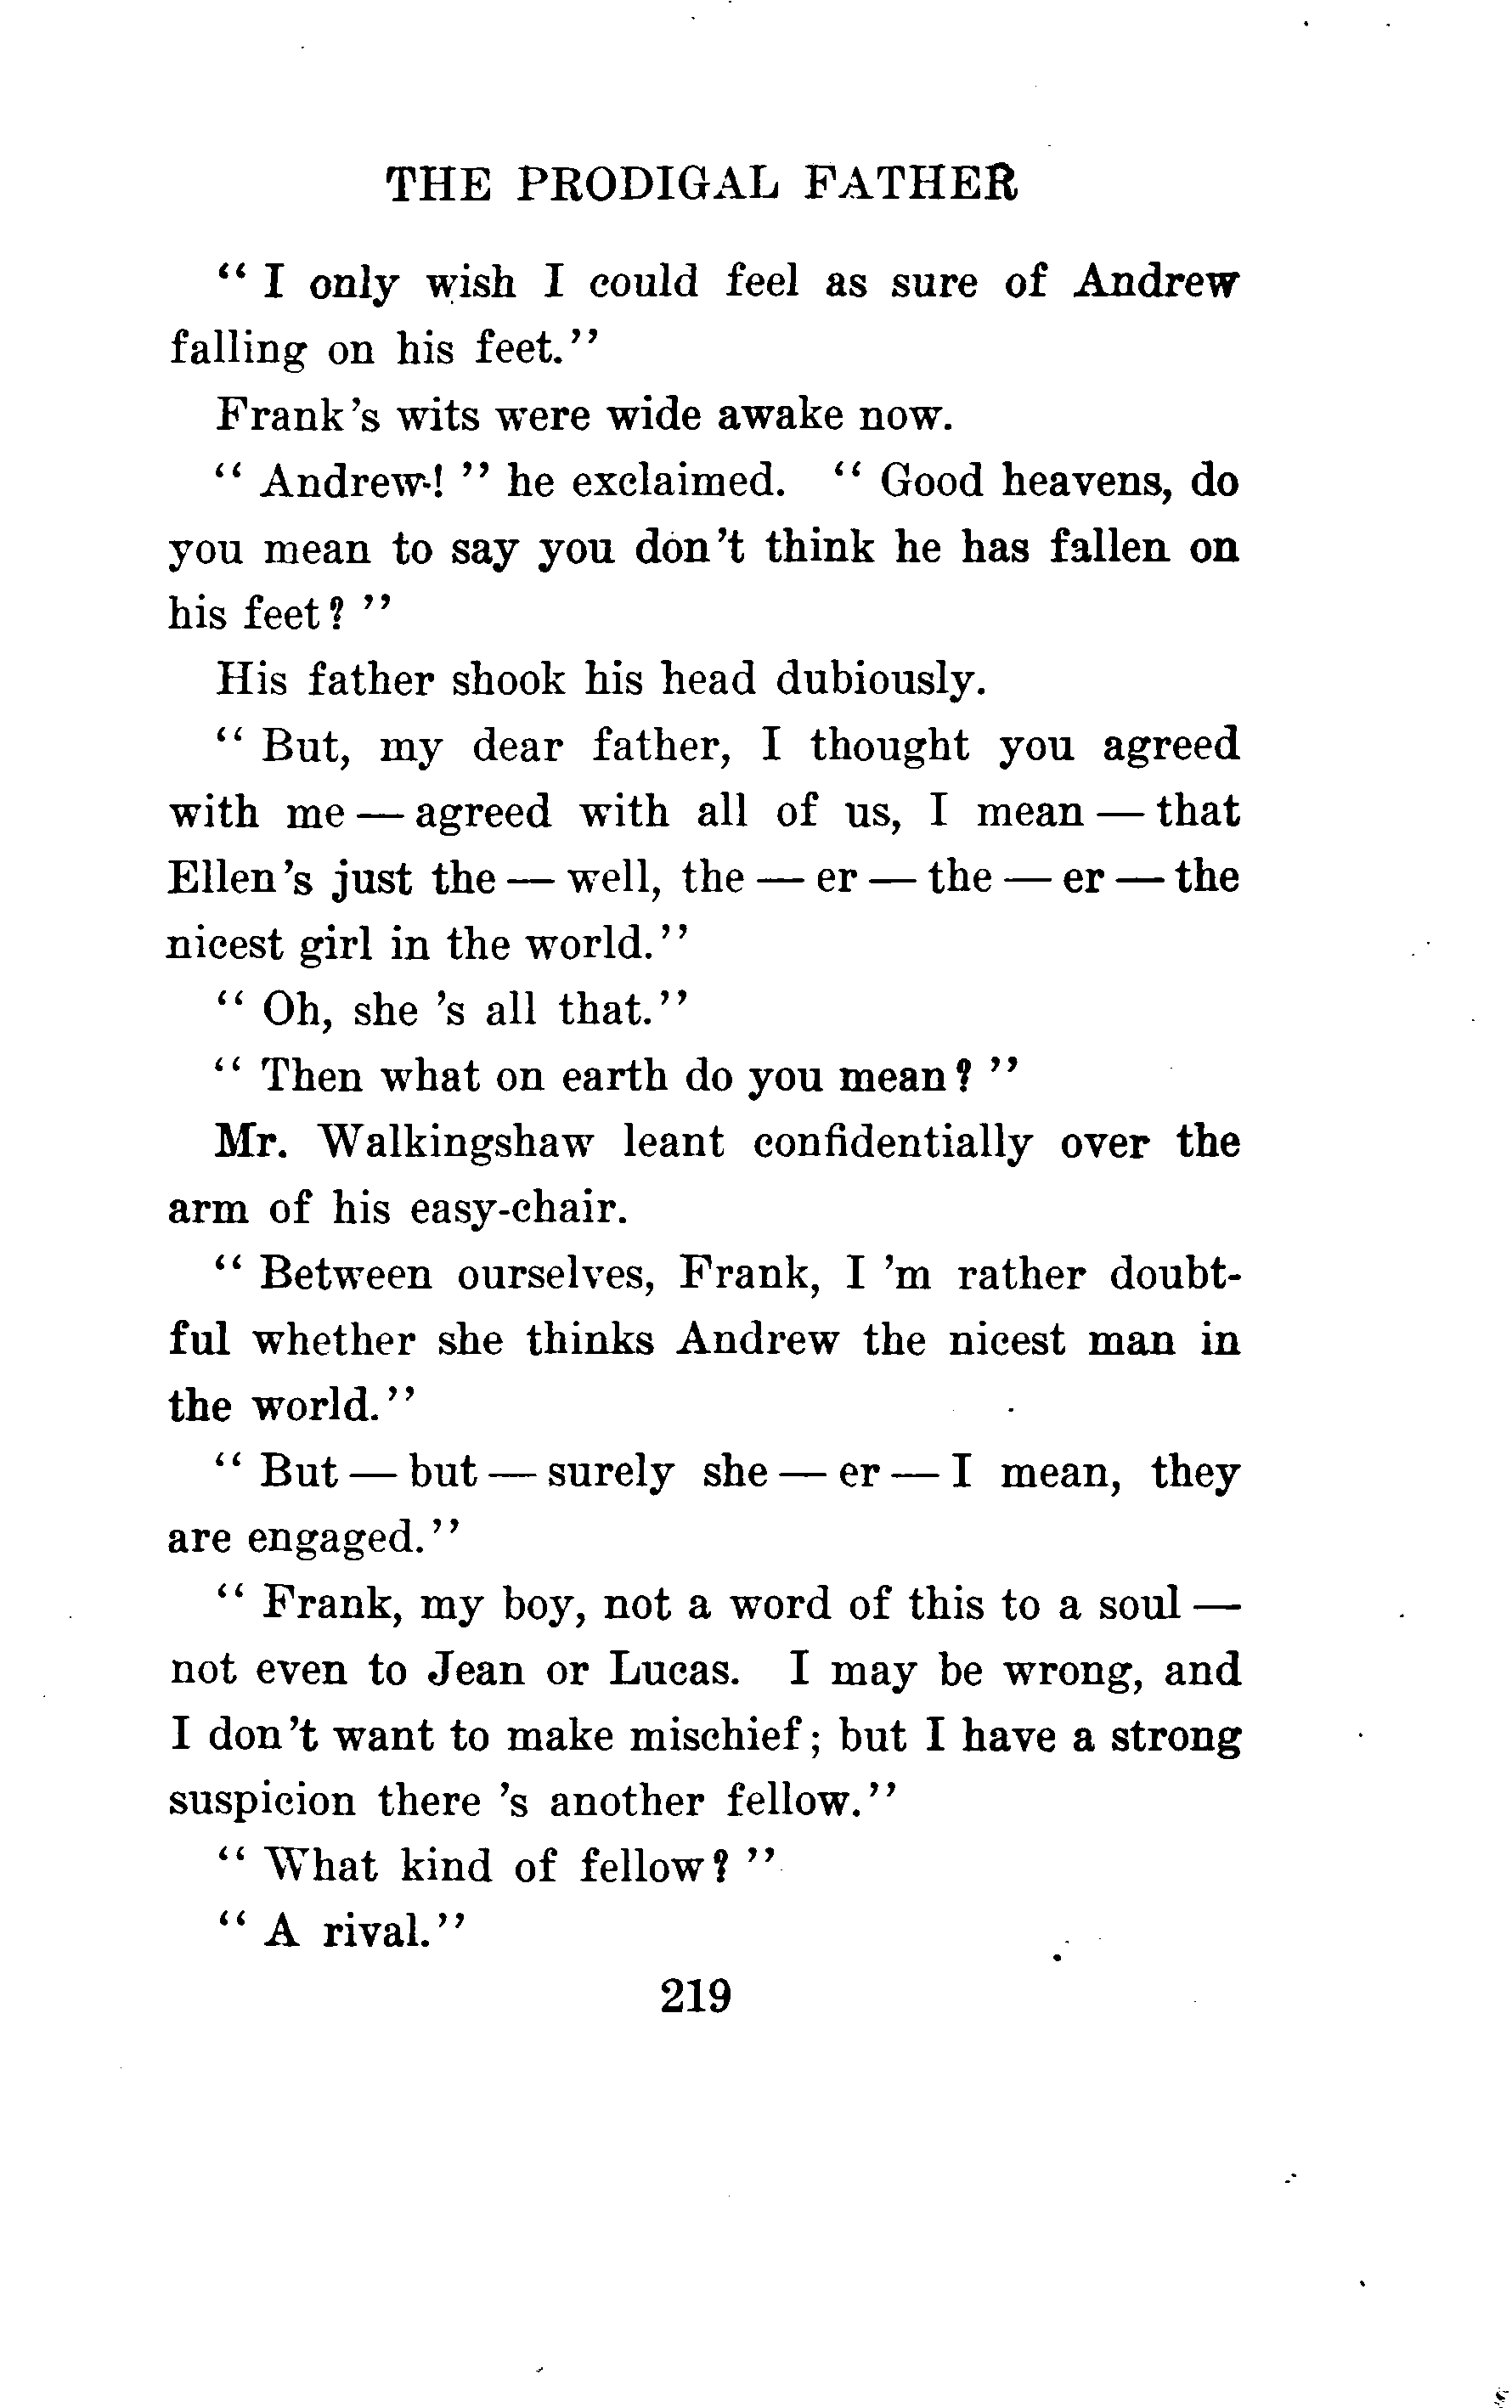 THE PRODIGAL FATHER
“ I only wish I could feel as sure of Andrew
falling on his feet.”
Frank’s wits were wide awake now.
“ Andrew! ” he exclaimed. “ Good heavens, do
you mean to say you don’t think he has fallen on
his feet? ”
His father shook his head dubiously.
“ But, my dear father, I thought you agreed
with me — agreed with all of us, I mean — that
Ellen’s just the — well, the — er — the — er — the
nicest girl in the world.”
“ Oh, she ’s all that.”
“ Then what on earth do you mean? ”
Mr. Walkingshaw leant confidentially over the
arm of his easy-chair.
“ Between ourselves, Frank, I ’m rather doubt-
ful whether she thinks Andrew the nicest man in
the world.”
“ But — but — surely she — er — I mean, they
are engaged.”
“ Frank, my boy, not a word of this to a soul —
not even to Jean or Lucas. I may be wrong, and
I don’t want to make mischief; but I have a strong
suspicion there ’s another fellow.”
“ What kind of fellow? ”
“ A rival.”
219